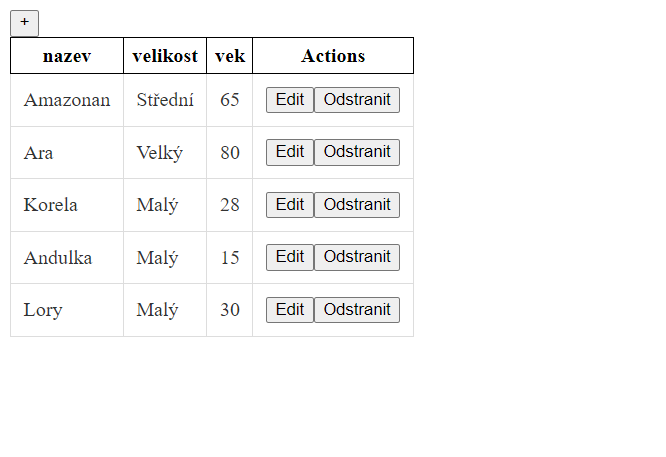 +
nazev velikost vek Actions
Amazonan Střední 65 Edit Odstranit
Ara Velký 80 Edit Odstranit
Korela Malý 28 Edit Odstranit
Andulka Malý 15 Edit Odstranit
Lory Malý 30 Edit Odstranit